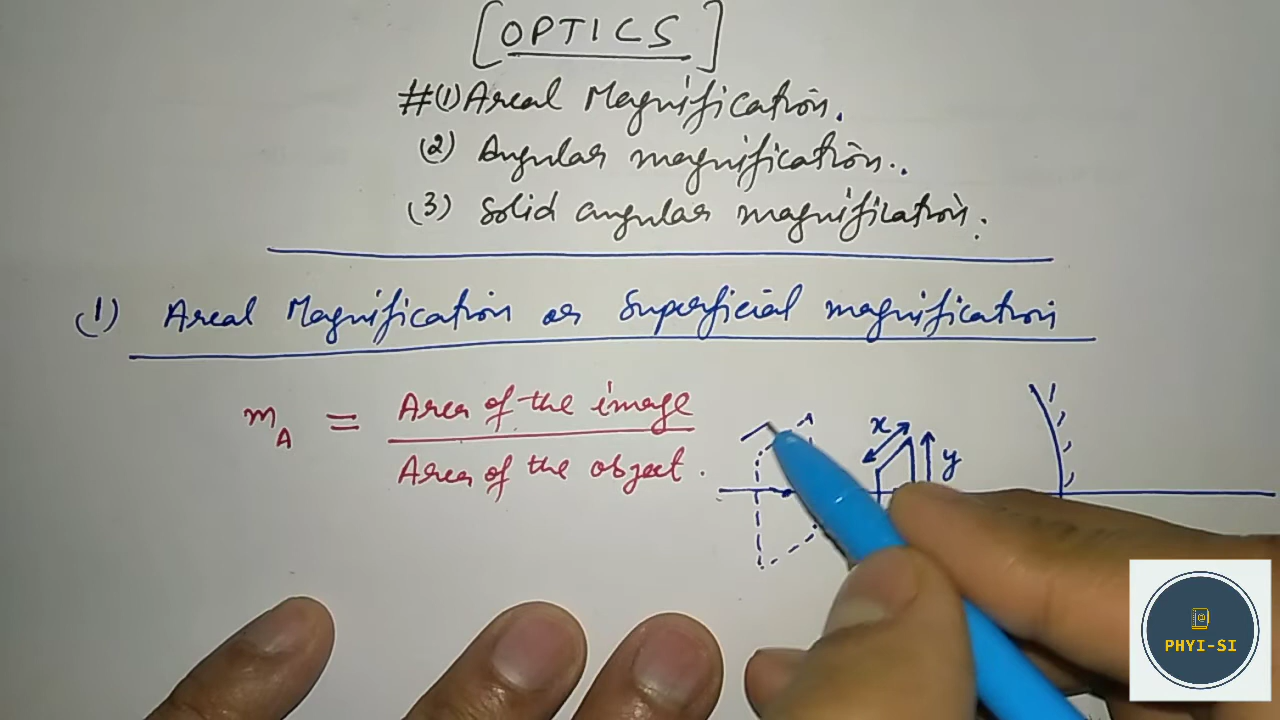 [OPTICS]
#(1) Areal Magnification.
(2) Angular magnification..
(3) Solid angular magnification.
(1) Areal Magnification or Superficial magnification
mA = Area of the image
Area of the object.
x
y
PHYI-SI